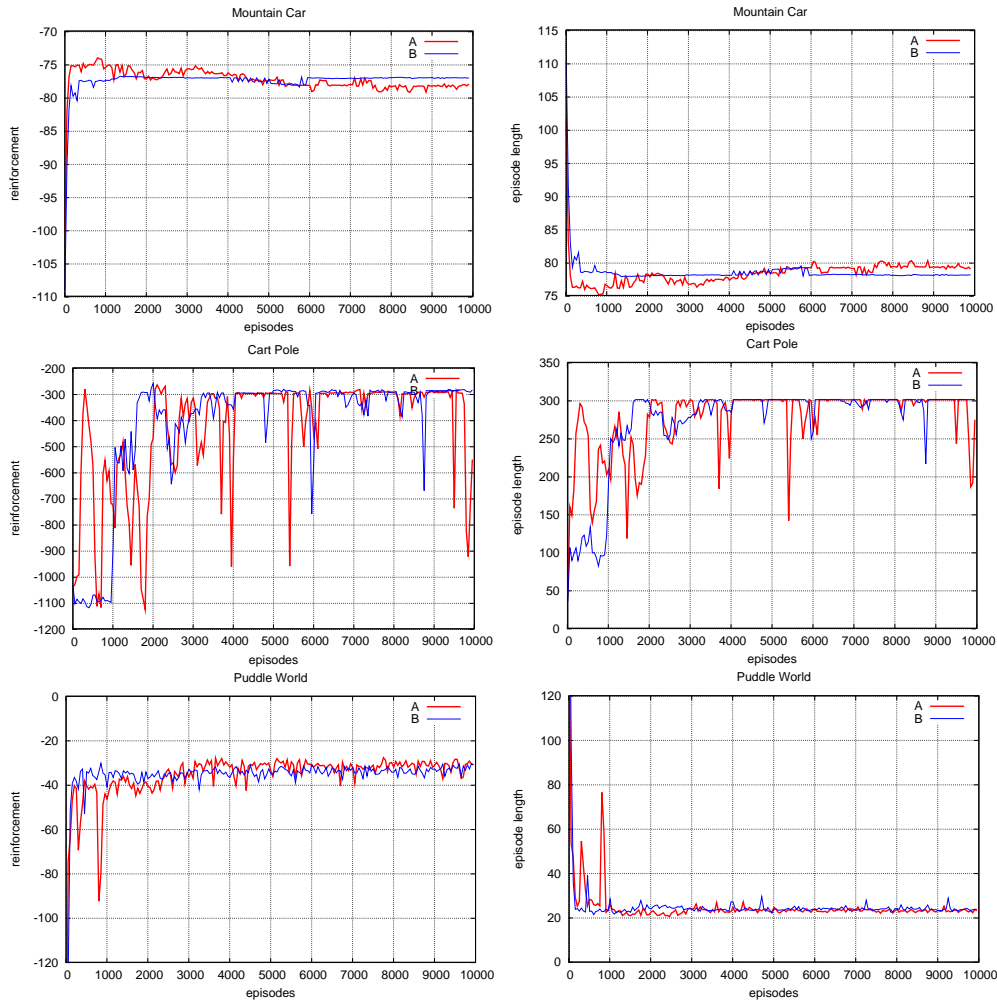 Mountain Car
-70
-75
-80
-85
-90
-95
-100
-105
-110
reinforcement
A
B
0 1000 2000 3000 4000 5000 6000 7000 8000 9000 10000
episodes
Mountain Car
115
110
105
100
95
90
85
80
75
episode length
A
B
0 1000 2000 3000 4000 5000 6000 7000 8000 9000 10000
episodes
Cart Pole
-200
-300
-400
-500
-600
-700
-800
-900
-1000
-1100
-1200
reinforcement
A
B
0 1000 2000 3000 4000 5000 6000 7000 8000 9000 10000
episodes
Cart Pole
350
300
250
200
150
100
50
0
episode length
A
B
0 1000 2000 3000 4000 5000 6000 7000 8000 9000 10000
episodes
Puddle World
0
-20
-40
-60
-80
-100
-120
reinforcement
A
B
0 1000 2000 3000 4000 5000 6000 7000 8000 9000 10000
episodes
Puddle World
120
100
80
60
40
20
0
episode length
A
B
0 1000 2000 3000 4000 5000 6000 7000 8000 9000 10000
episodes